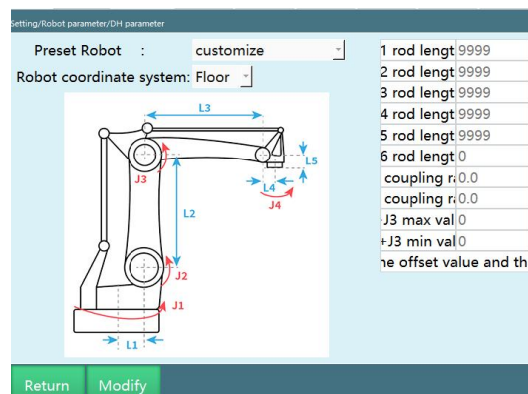 Setting/Robot parameter/DH parameter
Preset Robot : customize
Robot coordinate system: Floor
L3
J3
L5
L4
J4
L2
J2
J1
L1
1 rod lengt 9999
2 rod lengt 9999
3 rod lengt 9999
4 rod lengt 9999
5 rod lengt 9999
6 rod lengt 0
coupling ra 0.0
coupling ra 0.0
J3 max val 0
+J3 min val 0
ne offset value and th
Return Modify